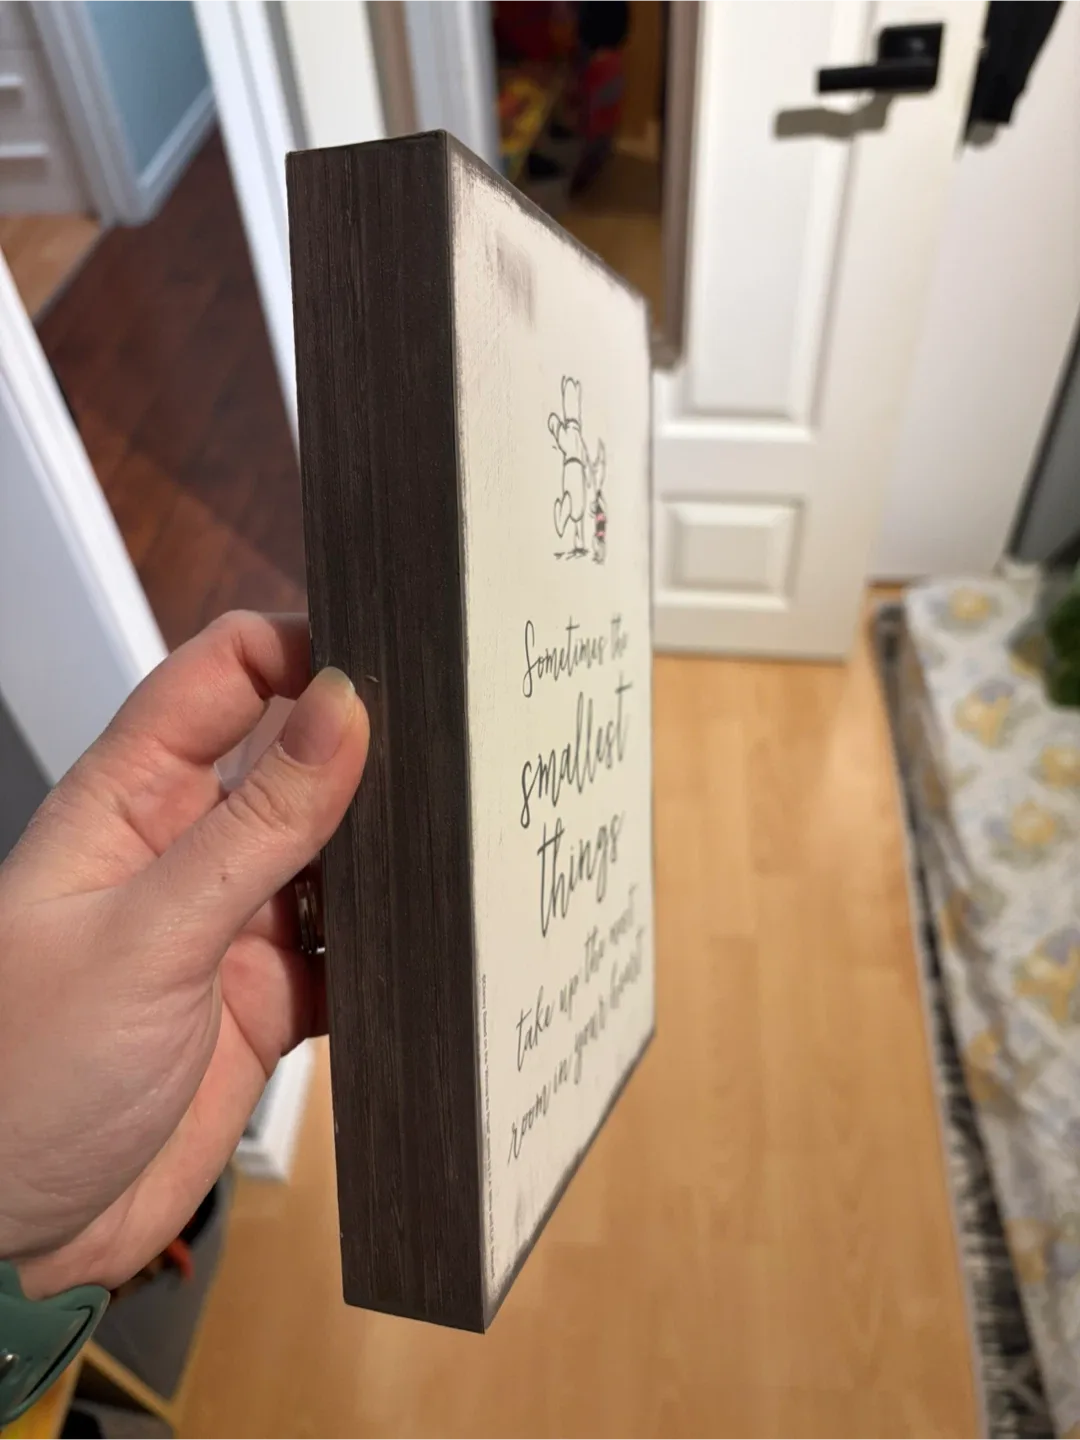 Sometimes the
smallest
things
take up the most
room in your heart